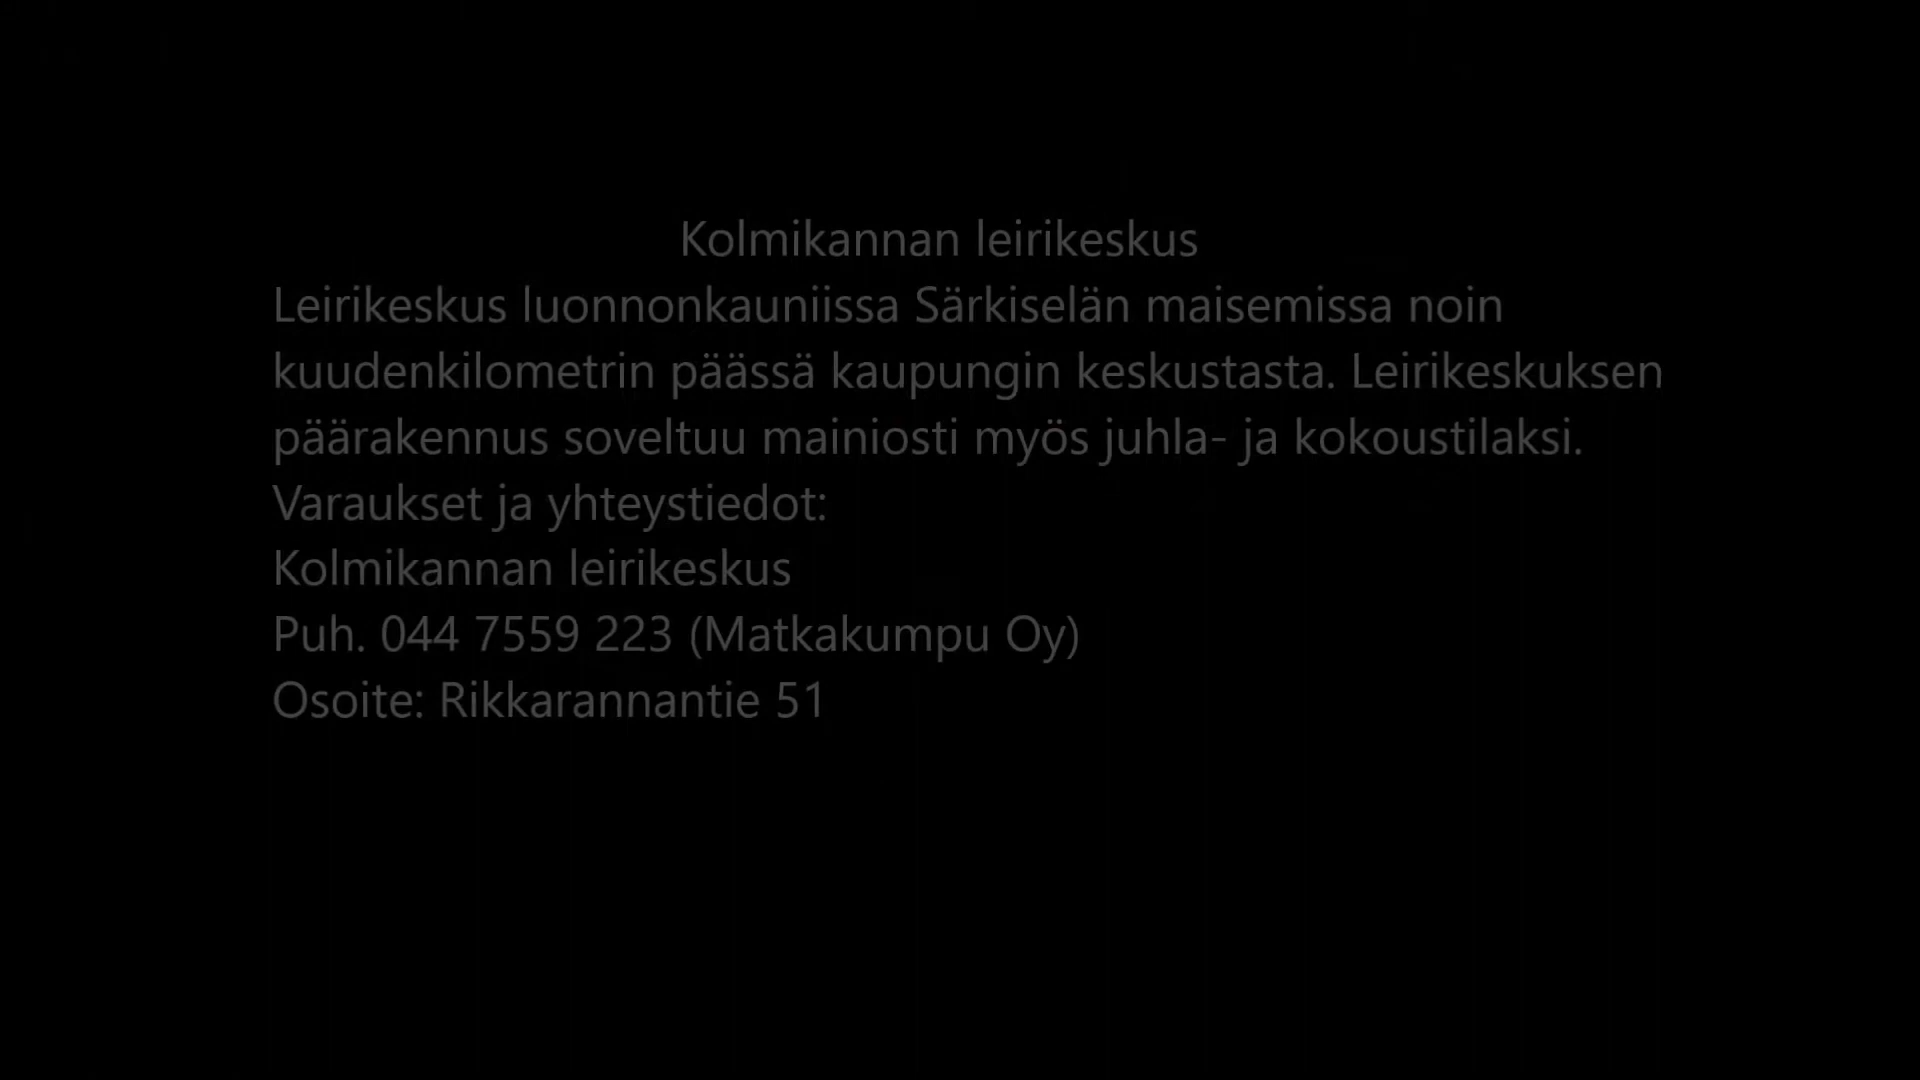 Kolmikannan leirikeskus
Leirikeskus luonnonkauniissa Särkiselän maisemissa noin
kuudenkilometrin päässä kaupungin keskustasta. Leirikeskuksen
päärakennus soveltuu mainiosti myös juhla- ja kokoustilaksi.
Varaukset ja yhteystiedot:
Kolmikannan leirikeskus
Puh. 044 7559 223 (Matkakumpu Oy)
Osoite: Rikkarannantie 51